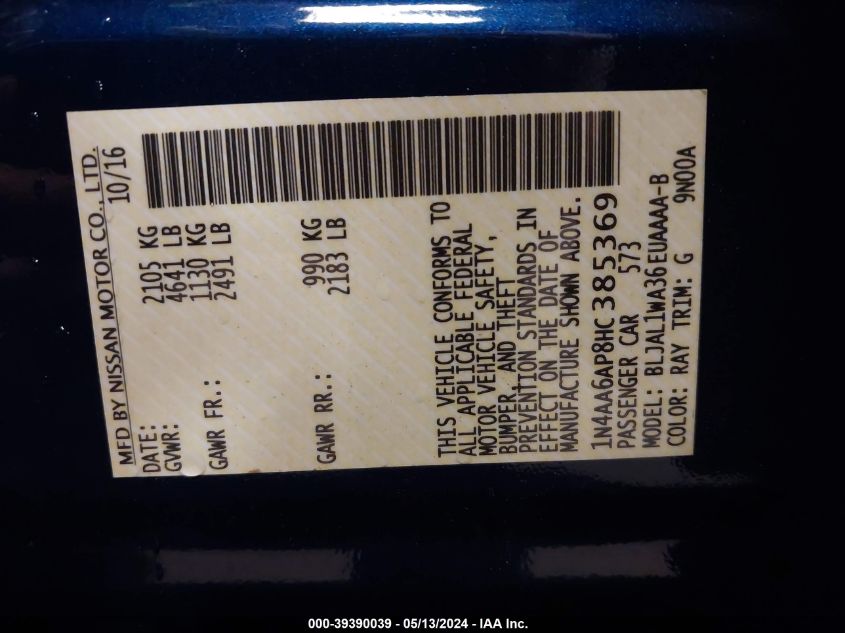 MFD BY NISSAN MOTOR CO., LTD.
DATE: 10/16
GVWR: 2105 KG
4641 LB
GAWR FR.: 1130 KG
2491 LB
GAWR RR.: 990 KG
2183 LB
THIS VEHICLE CONFORMS TO
ALL APPLICABLE FEDERAL
MOTOR VEHICLE SAFETY,
BUMPER, AND THEFT
PREVENTION STANDARDS IN
EFFECT ON THE DATE OF
MANUFACTURE SHOWN ABOVE.
1N4AA6AP8HC385369
PASSENGER CAR 573
MODEL: BLJAL1WA36EUAAAA-B
COLOR: RAY TRIM: G 9N00A
000-39390039 - 05/13/2024 - IAA Inc.